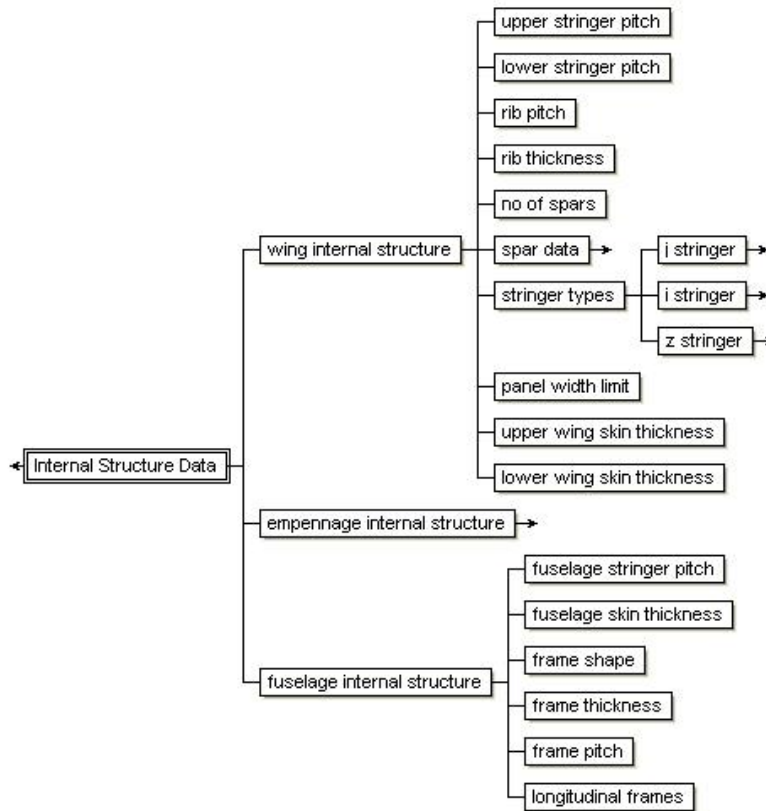 upper stringer pitch
lower stringer pitch
rib pitch
rib thickness
no of spars
wing internal structure
spar data
j stringer
stringer types
i stringer
z stringer
panel width limit
upper wing skin thickness
Internal Structure Data
lower wing skin thickness
empennage internal structure
fuselage stringer pitch
fuselage skin thickness
frame shape
fuselage internal structure
frame thickness
frame pitch
longitudinal frames